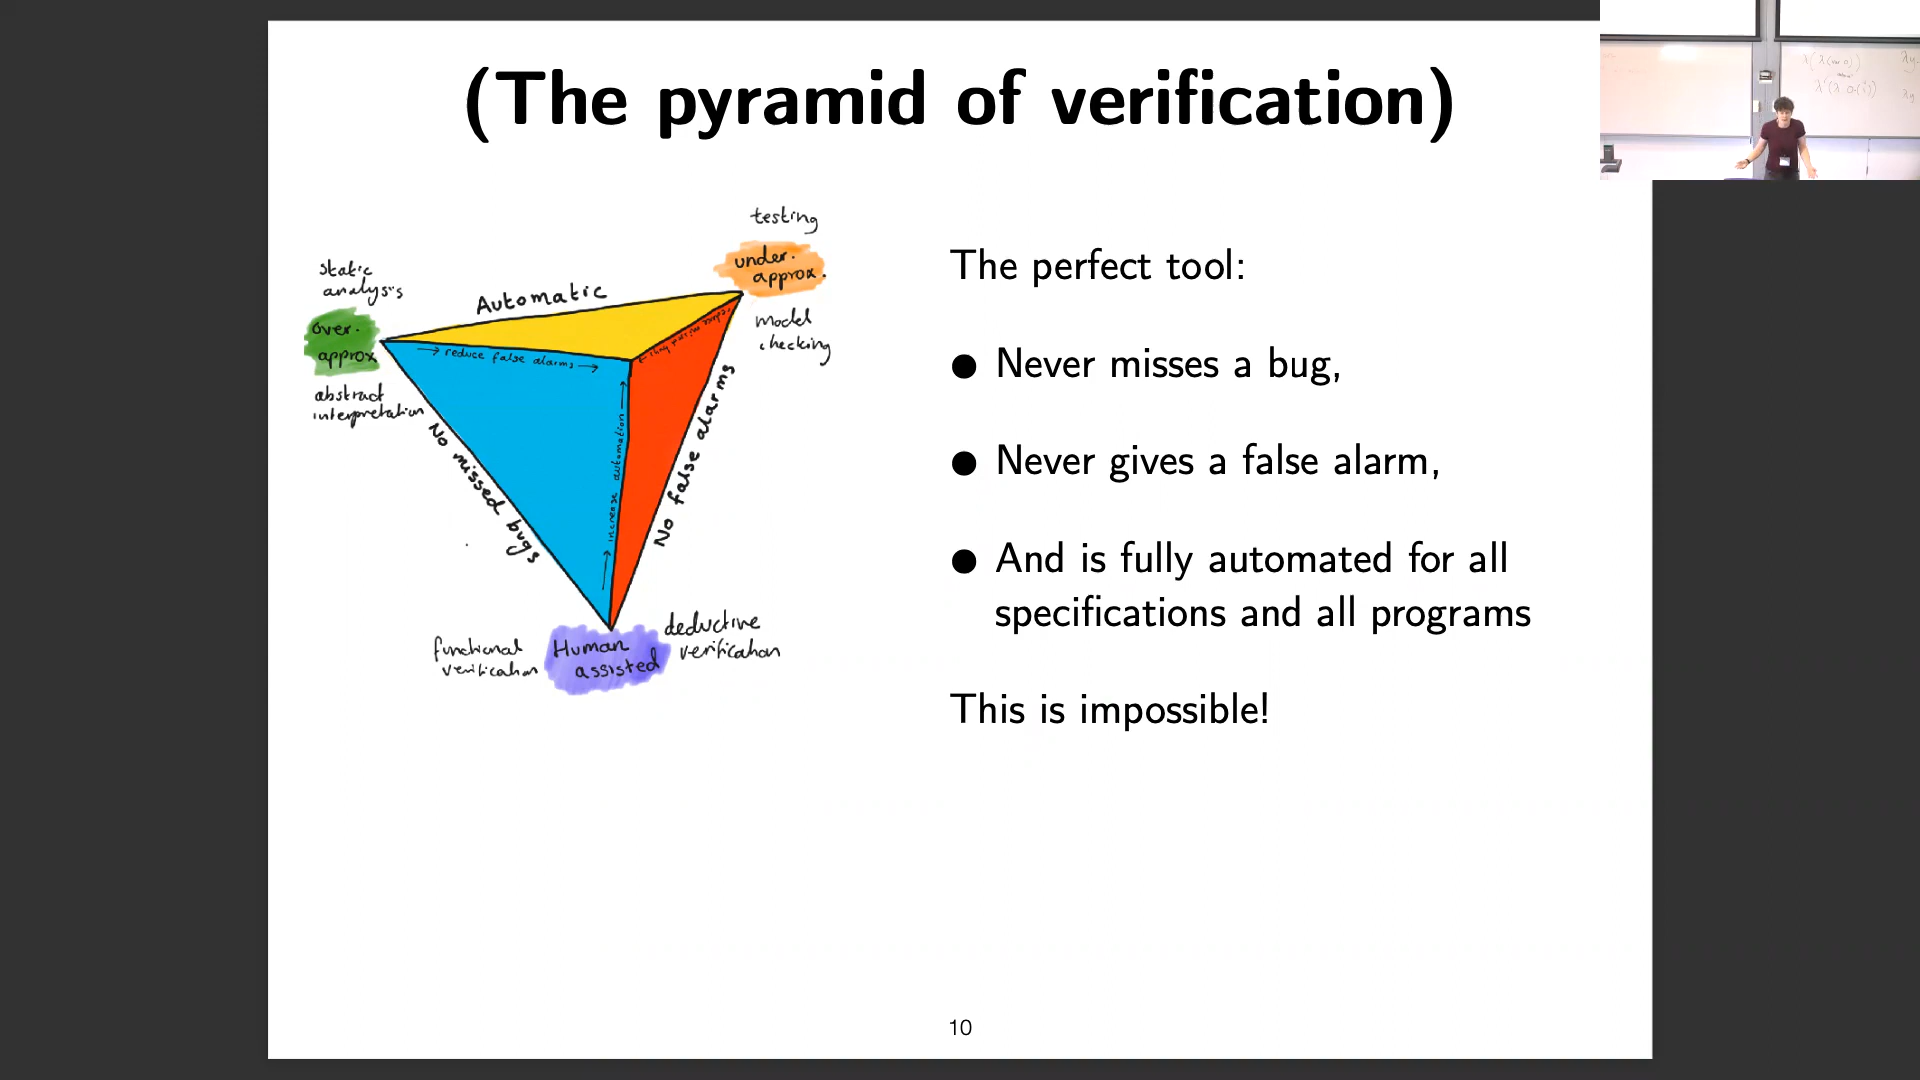 (The pyramid of verification)
testing
under.
approx.
static
analysis
Automatic
over.
approx
model
checking
→ reduce false alarms →
abstract
interpretation
No missed bugs
increase automation
No false alarms
functional
verification
Human
assisted
deductive
verification
The perfect tool:
● Never misses a bug,
● Never gives a false alarm,
● And is fully automated for all
specifications and all programs
This is impossible!
10